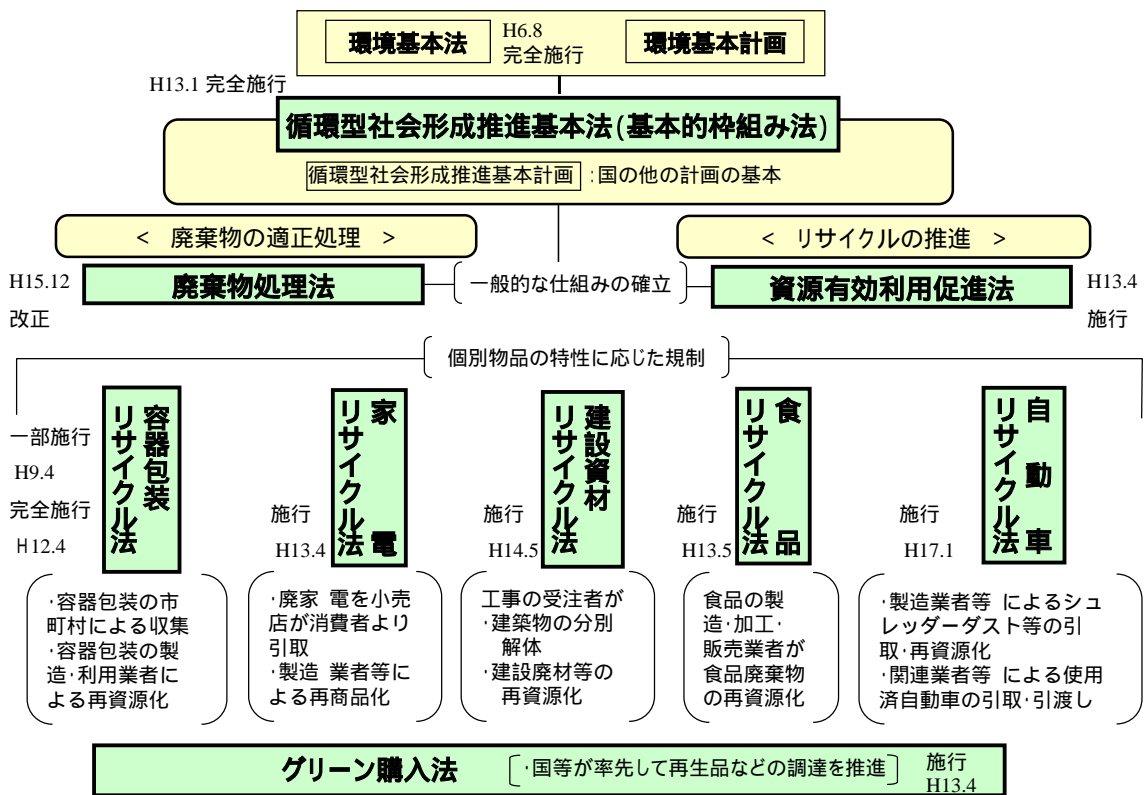 環境基本法 H6.8 完全施行 環境基本計画
H13.1 完全施行
循環型社会形成推進基本法(基本的枠組み法)
循環型社会形成推進基本計画 :国の他の計画の基本
< 廃棄物の適正処理 >
< リサイクルの推進 >
H15.12
改正
廃棄物処理法
一般的な仕組みの確立
資源有効利用促進法
H13.4
施行
個別物品の特性に応じた規制
一部施行
H9.4
完全施行
H12.4
容器包装
リサイクル法
施行
H13.4
家電
リサイクル法
施行
H14.5
建設資材
リサイクル法
施行
H13.5
食品
リサイクル法
施行
H17.1
自動車
リサイクル法
・容器包装の市
町村による収集
・容器包装の製
造・利用業者に
よる再資源化
・廃家 電を小売
店が消費者より
引取
・製造 業者等に
よる再商品化
工事の受注者が
・建築物の分別
解体
・建設廃材等の
再資源化
食品の製
造・加工・
販売業者が
食品廃棄物
の再資源化
・製造業者等 によるシュ
レッダーダスト等の引
取・再資源化
・関連業者等 による使用
済自動車の引取・引渡し
グリーン購入法
・国等が率先して再生品などの調達を推進
施行
H13.4